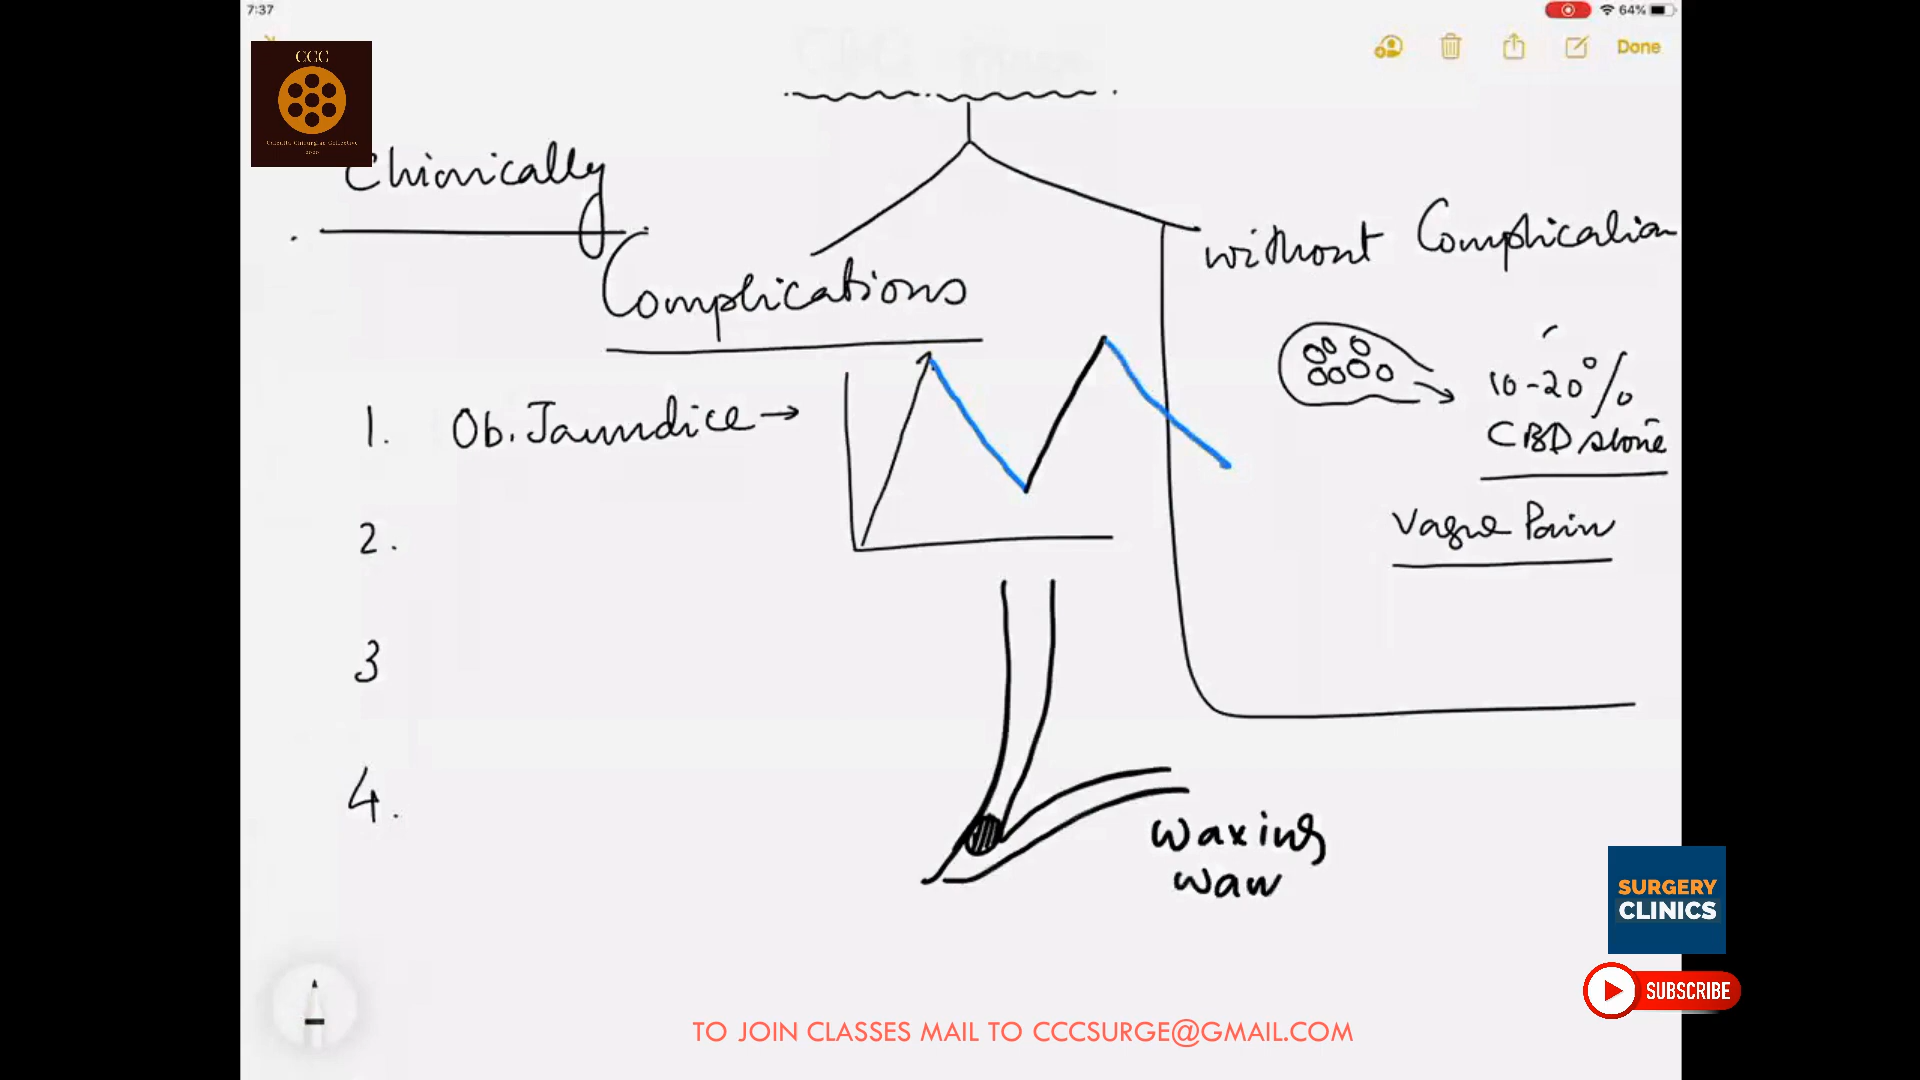 7:37
64%
Done
CCC
2020
Clinically
Complications
without Complication
1. Ob. Jaundice →
10-20%
CBD stone
Vague Pain
2.
3
4.
waxing
wan
SURGERY
CLINICS
SUBSCRIBE
TO JOIN CLASSES MAIL TO CCCSURGE@GMAIL.COM